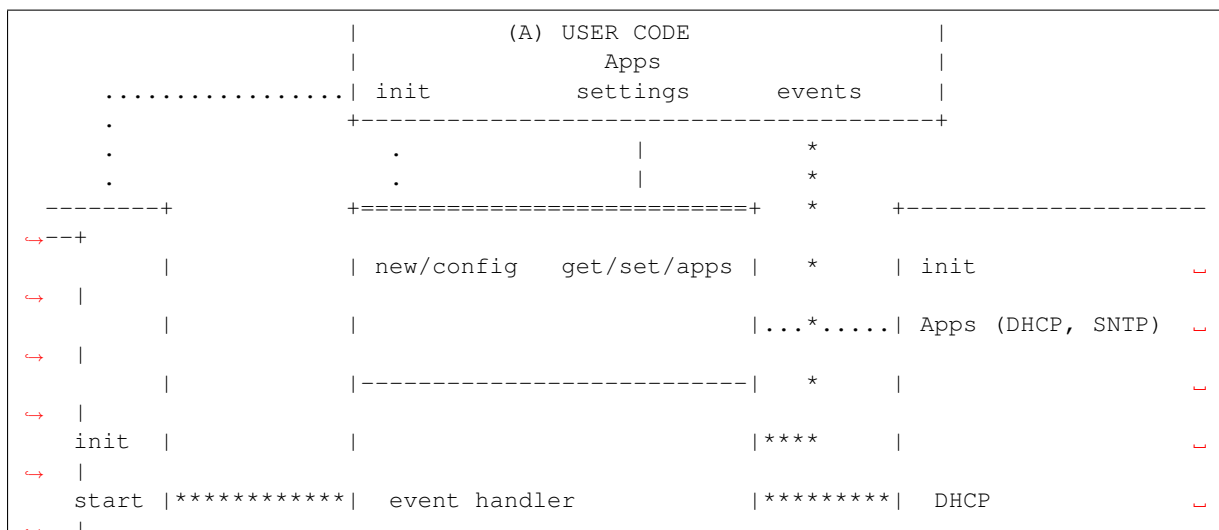 |          (A) USER CODE                 |
|                 Apps                   |
.................| init          settings      events     |
.                +-----------------------------------------+
.                   .                |           *
.                   .                |           *
--------+            +===========================+   *     +---------------------
↪--+
|            | new/config   get/set/apps |   *     | init ␣
↪  |
|            |                           |...*.....| Apps (DHCP, SNTP) ␣
↪  |
|            |---------------------------|   *     | ␣
↪  |
init  |            |                           |****     | ␣
↪  |
start |************|  event handler            |*********|  DHCP ␣